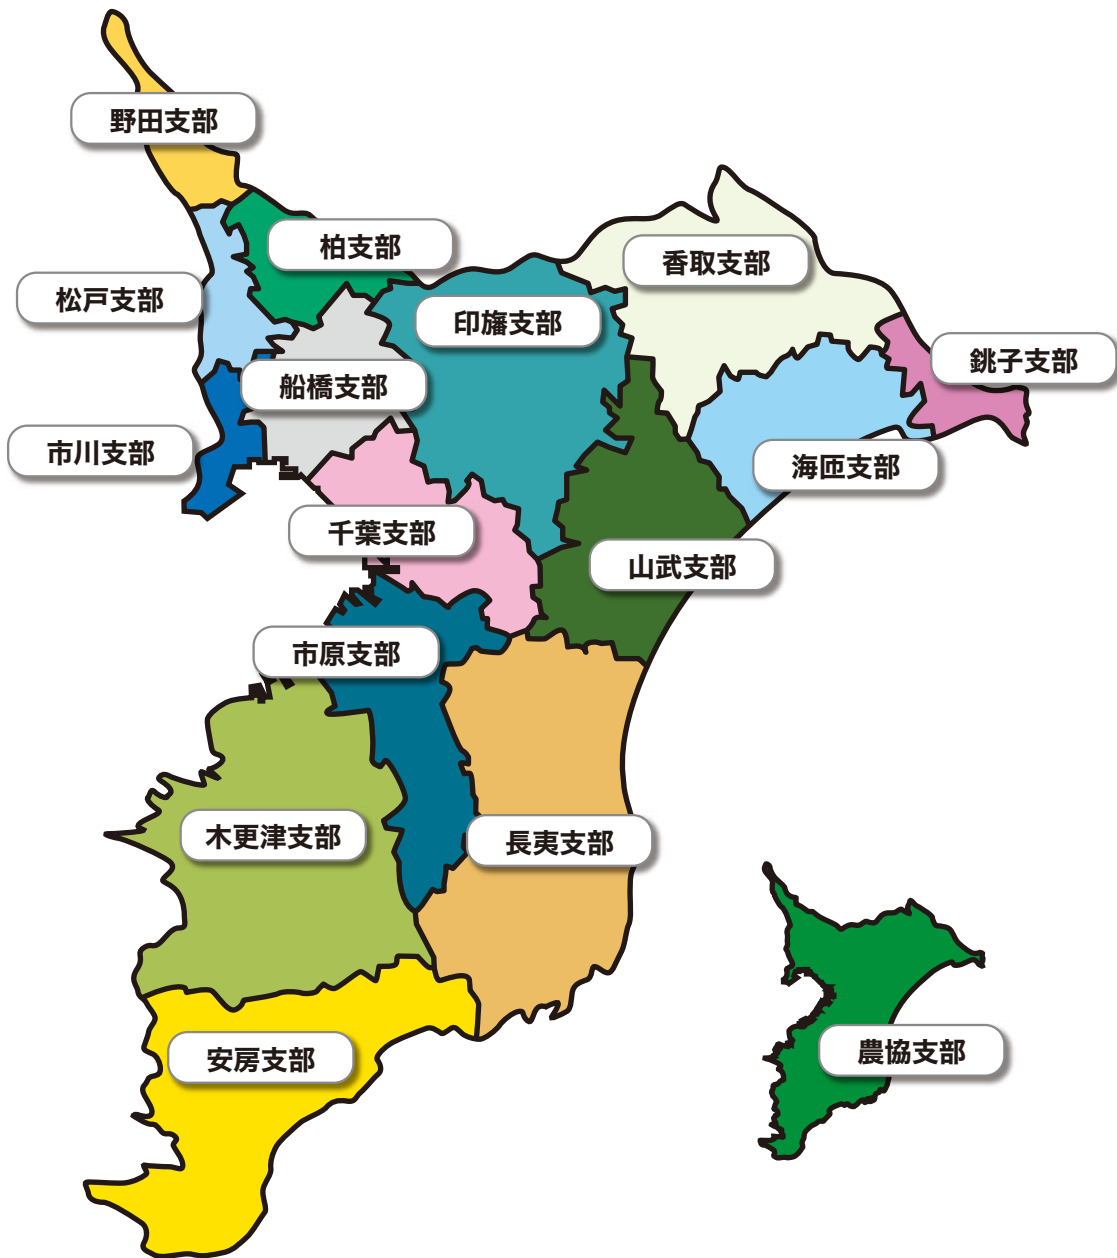 野田支部
柏支部
香取支部
松戸支部
印旛支部
銚子支部
船橋支部
市川支部
海匝支部
千葉支部
山武支部
市原支部
木更津支部
長夷支部
農協支部
安房支部